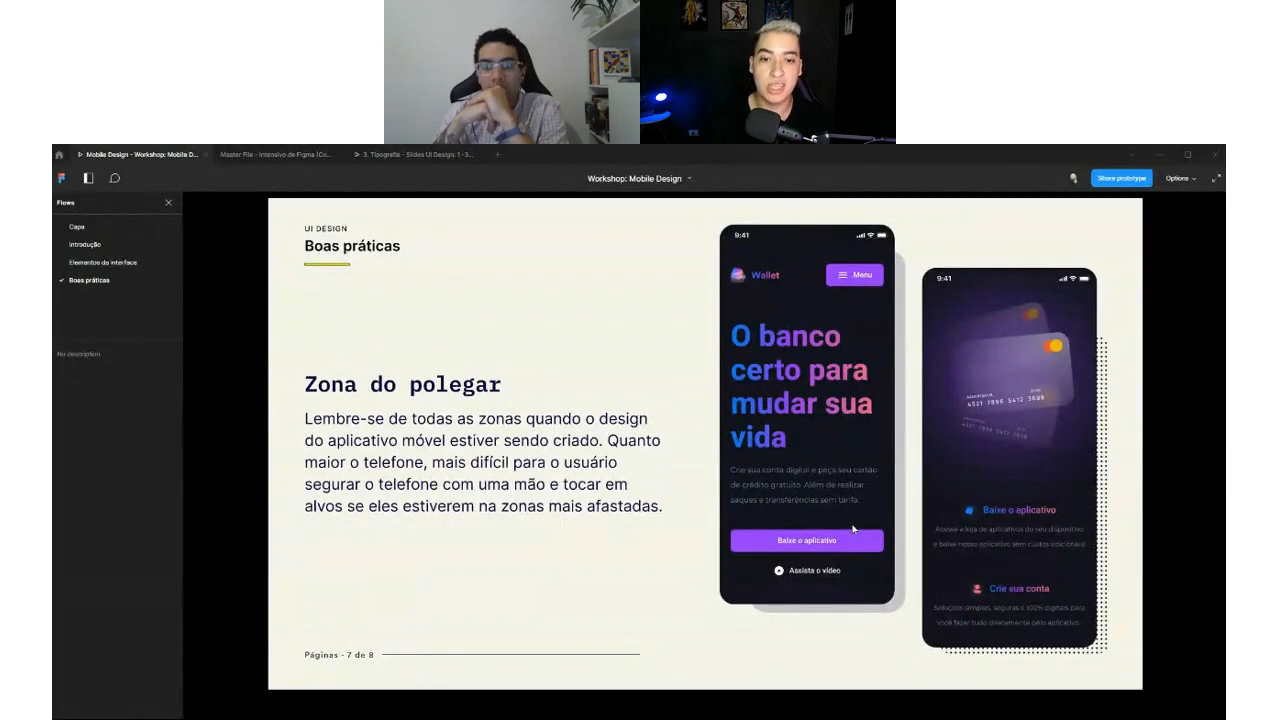 Mobile Design - Workshop: Mobile D...
Master File - Intensivo de Figma (Co...
3. Tipografia - Slides UI Design: 1 -3...
Workshop: Mobile Design
Share prototype
Options
Flows
Capa
Introdução
Elementos da interface
Boas práticas
No description
UI DESIGN
Boas práticas
Zona do polegar
Lembre-se de todas as zonas quando o design
do aplicativo móvel estiver sendo criado. Quanto
maior o telefone, mais difícil para o usuário
segurar o telefone com uma mão e tocar em
alvos se eles estiverem na zonas mais afastadas.
Páginas - 7 de 8
9:41
Wallet
Menu
O banco
certo para
mudar sua
vida
Crie sua conta digital e peça seu cartão
de crédito gratuito. Além de realizar
saques e transferências sem tarifa.
Baixe o aplicativo
Assista o vídeo
9:41
4021 7896 5412 3698
Baixe o aplicativo
Acesse a loja de aplicativos do seu dispositivo
e baixe nosso aplicativo sem custos adicionais!
Crie sua conta
Soluções simples, seguras e 100% digitais para
você fazer tudo diretamente pelo aplicativo.